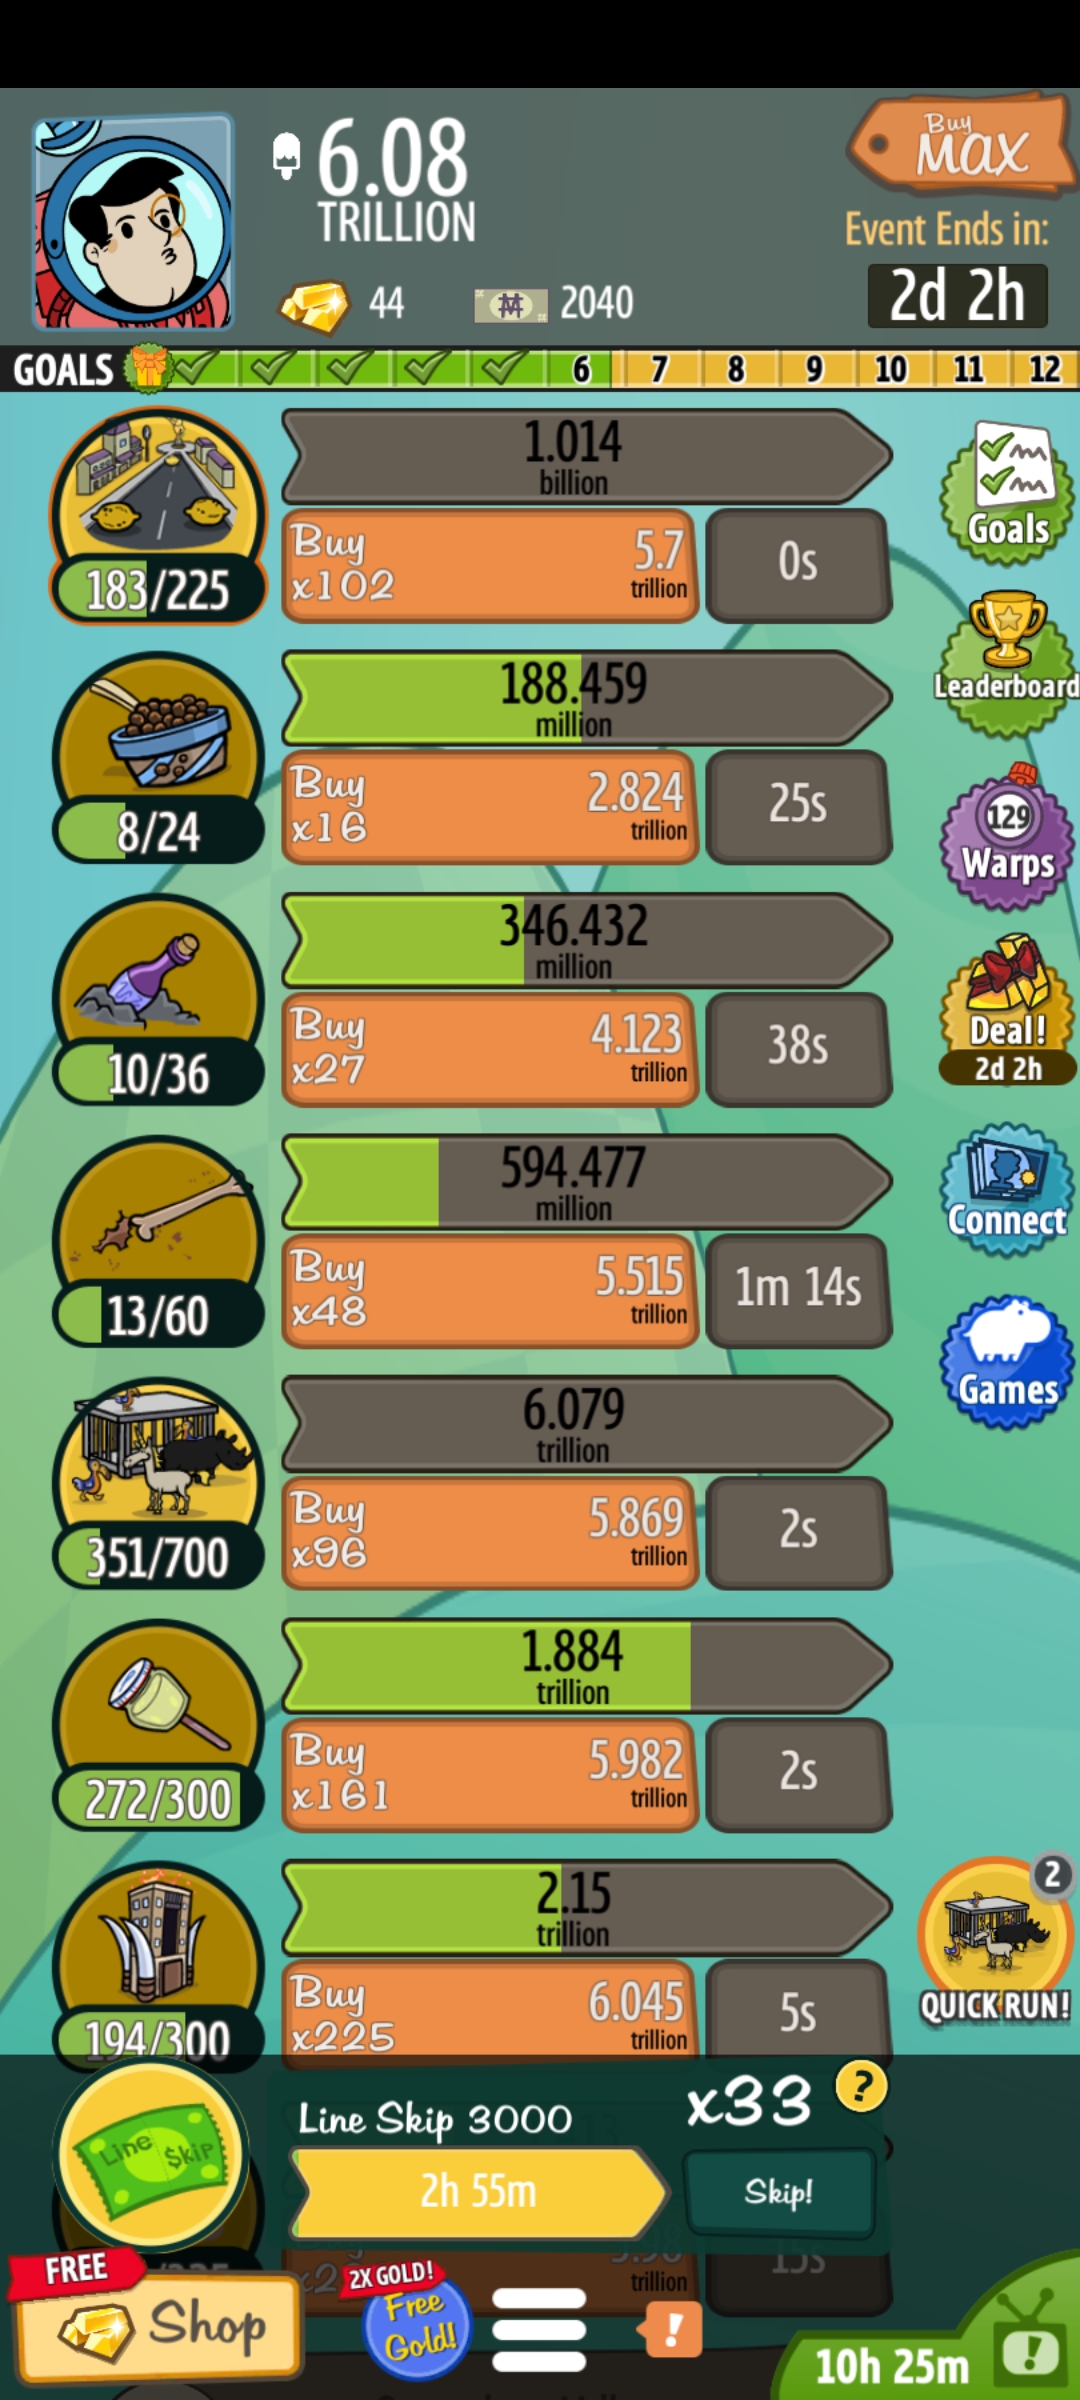 6.08
TRILLION
Buy
MAX
Event Ends in:
2d 2h
44
2040
GOALS
6 7 8 9 10 11 12
1.014
billion
Buy
x102
5.7
trillion
0s
183/225
Goals
188.459
million
Buy
x16
2.824
trillion
25s
8/24
Leaderboard
346.432
million
Buy
x27
4.123
trillion
38s
10/36
129
Warps
Deal!
2d 2h
594.477
million
Buy
x48
5.515
trillion
1m 14s
13/60
Connect
6.079
trillion
Buy
x96
5.869
trillion
2s
351/700
Games
1.884
trillion
Buy
x161
5.982
trillion
2s
272/300
2.15
trillion
Buy
x225
6.045
trillion
5s
194/300
2
QUICK RUN!
Line Skip
Line Skip 3000
x33
?
2h 55m
Skip!
trillion
15s
FREE
Shop
2X GOLD!
Free
Gold!
!
10h 25m
!